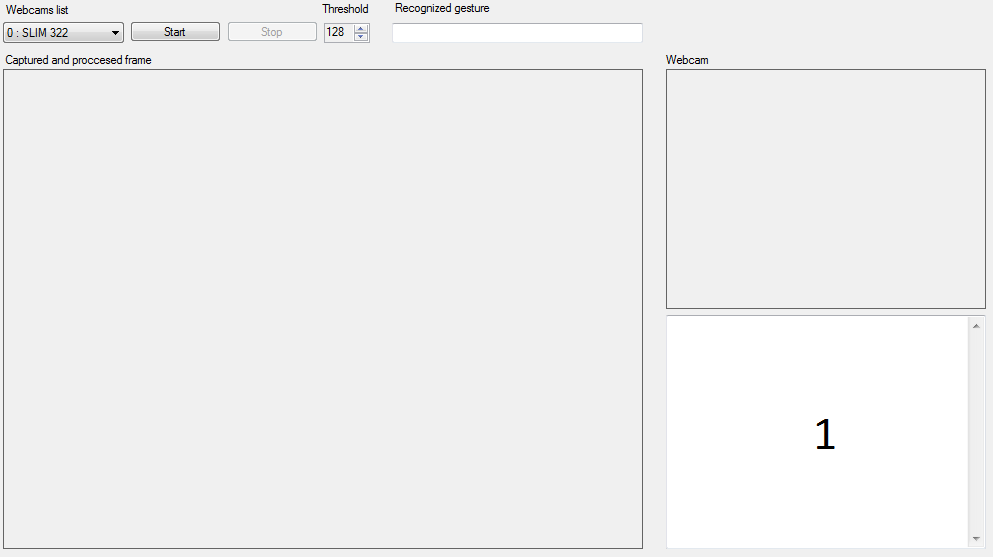 Webcams list
Threshold
Recognized gesture
0 : SLIM 322
Start
Stop
128
Captured and proccesed frame
Webcam
1